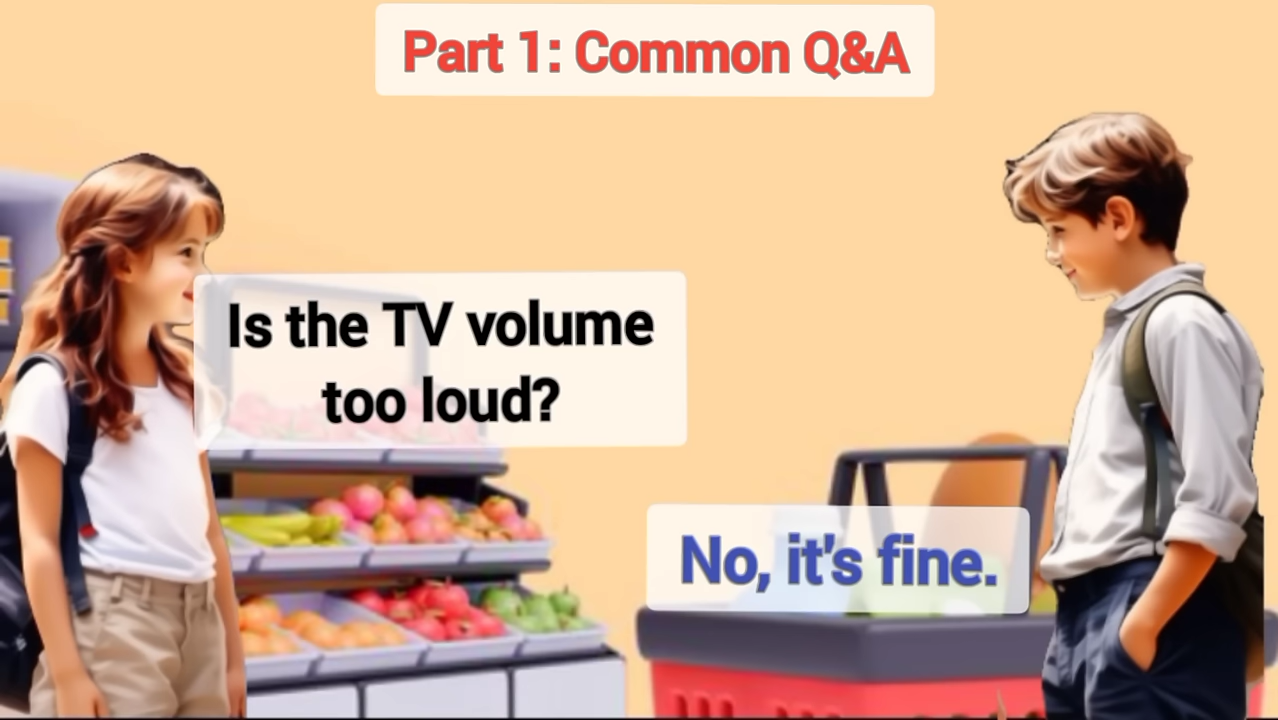 Part 1: Common Q&A
Is the TV volume
too loud?
No, it's fine.